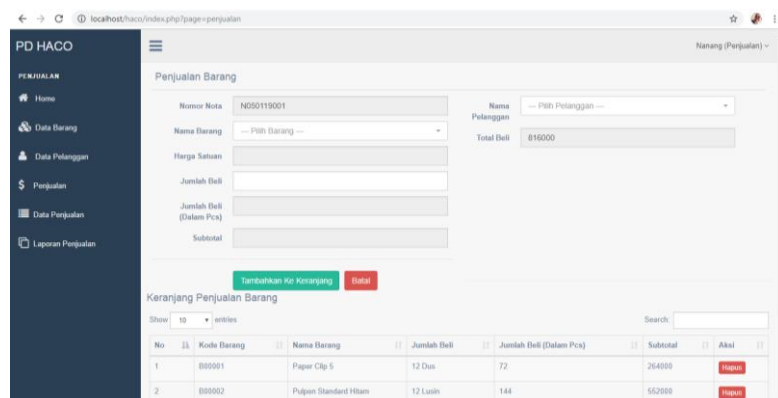 localhost/haco/index.php?page=penjualan
PD HACO
Nanang (Penjualan)
PENJUALAN
Home
Data Barang
Data Pelanggan
Penjualan
Data Penjualan
Laporan Penjualan
Penjualan Barang
Nomor Nota N050119001
Nama Barang --- Pilih Barang ---
Harga Satuan
Jumlah Beli
Jumlah Beli
(Dalam Pcs)
Subtotal
Nama
Pelanggan --- Pilih Pelanggan ---
Total Beli 816000
Tambahkan Ke Keranjang Batal
Keranjang Penjualan Barang
Show 10 entries Search:
No Kode Barang Nama Barang Jumlah Beli Jumlah Beli (Dalam Pcs) Subtotal Aksi
1 B00001 Paper Clip 5 12 Dus 72 264000 Hapus
2 B00002 Pulpen Standard Hitam 12 Lusin 144 552000 Hapus